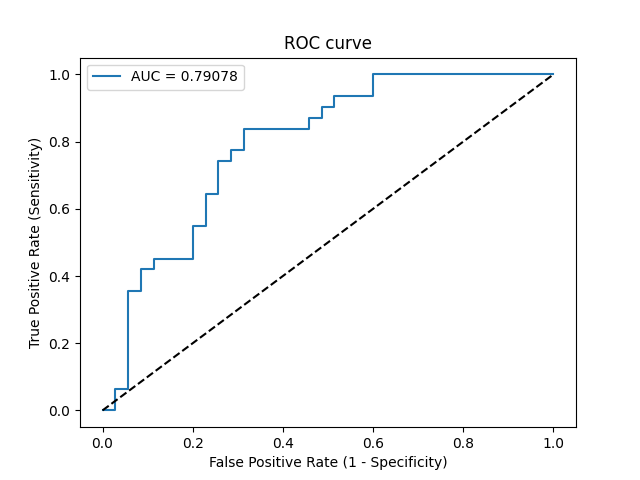 ROC curve
AUC = 0.79078
True Positive Rate (Sensitivity)
1.0
0.8
0.6
0.4
0.2
0.0
0.0 0.2 0.4 0.6 0.8 1.0
False Positive Rate (1 - Specificity)